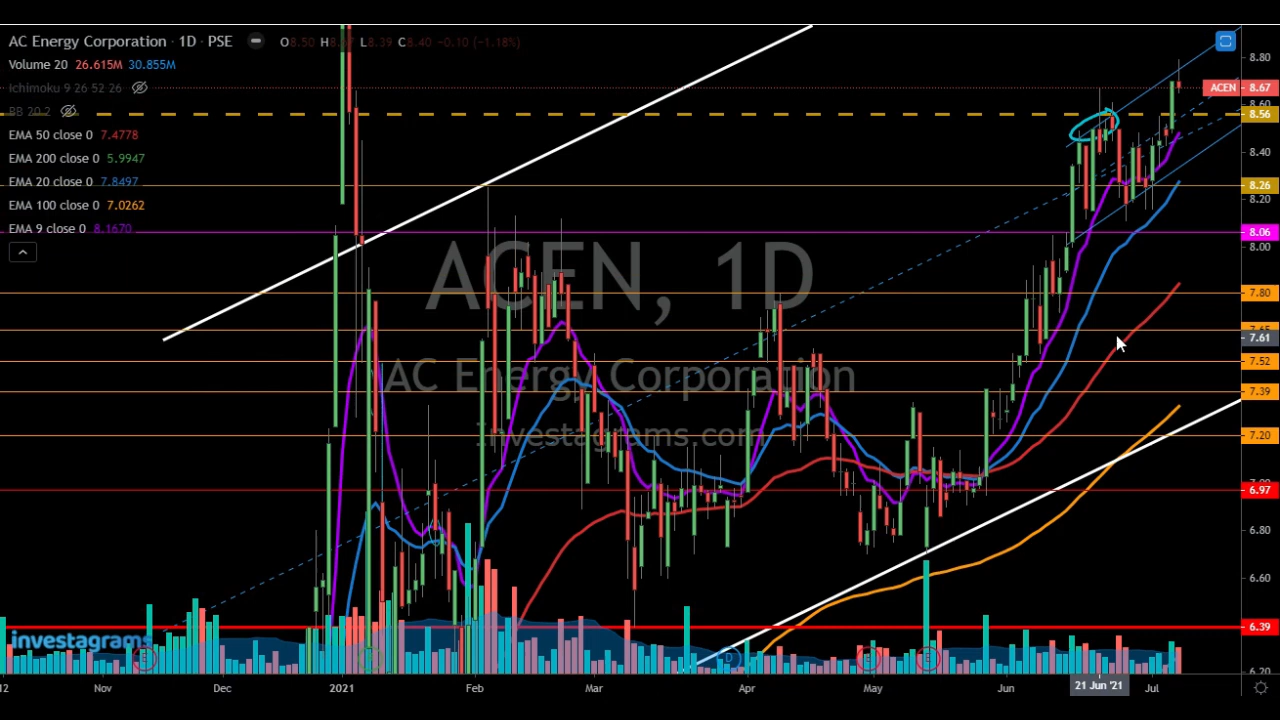 AC Energy Corporation · 1D · PSE O8.50 H8.67 L8.39 C8.40 -0.10 (-1.18%)
Volume 20 26.615M 30.855M
Ichimoku 9 26 52 26
BB 20 2
EMA 50 close 0 7.4778
EMA 200 close 0 5.9947
EMA 20 close 0 7.8497
EMA 100 close 0 7.0262
EMA 9 close 0 8.1670
ACEN, 1D
AC Energy Corporation
Investagrams.com
investagrams
8.80
ACEN 8.67
8.60
8.56
8.40
8.26
8.20
8.06
8.00
7.80
7.61
7.52
7.39
7.20
6.97
6.80
6.60
6.39
6.20
12 Nov Dec 2021 Feb Mar Apr May Jun 21 Jun '21 Jul